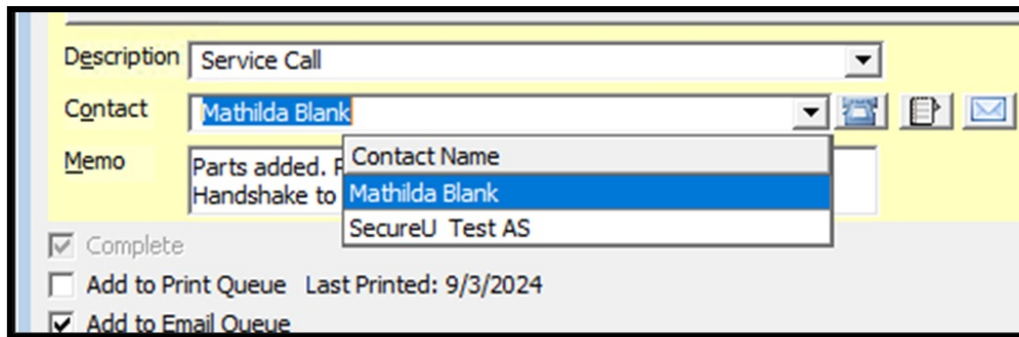 Description Service Call
Contact Mathilda Blank
Contact Name
Memo Parts added.
Mathilda Blank
Handshake to
SecureU Test AS
Complete
Add to Print Queue Last Printed: 9/3/2024
Add to Email Queue